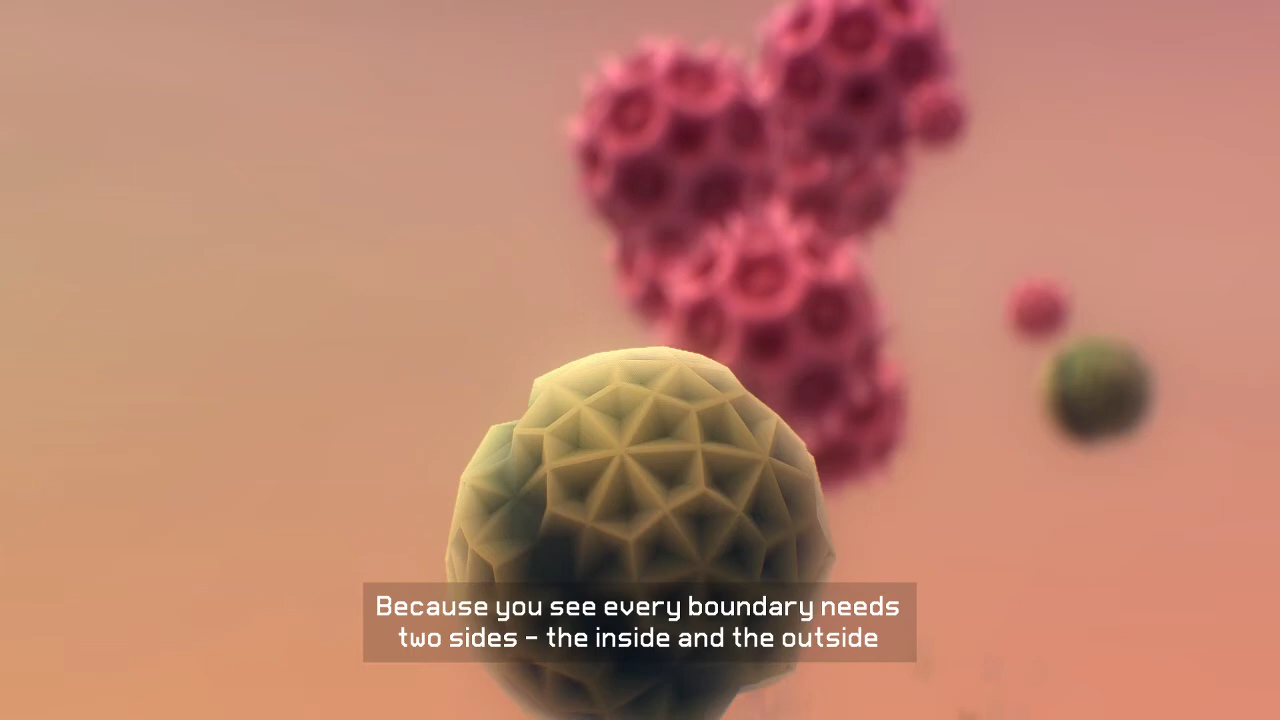 Because you see every boundary needs
two sides – the inside and the outside